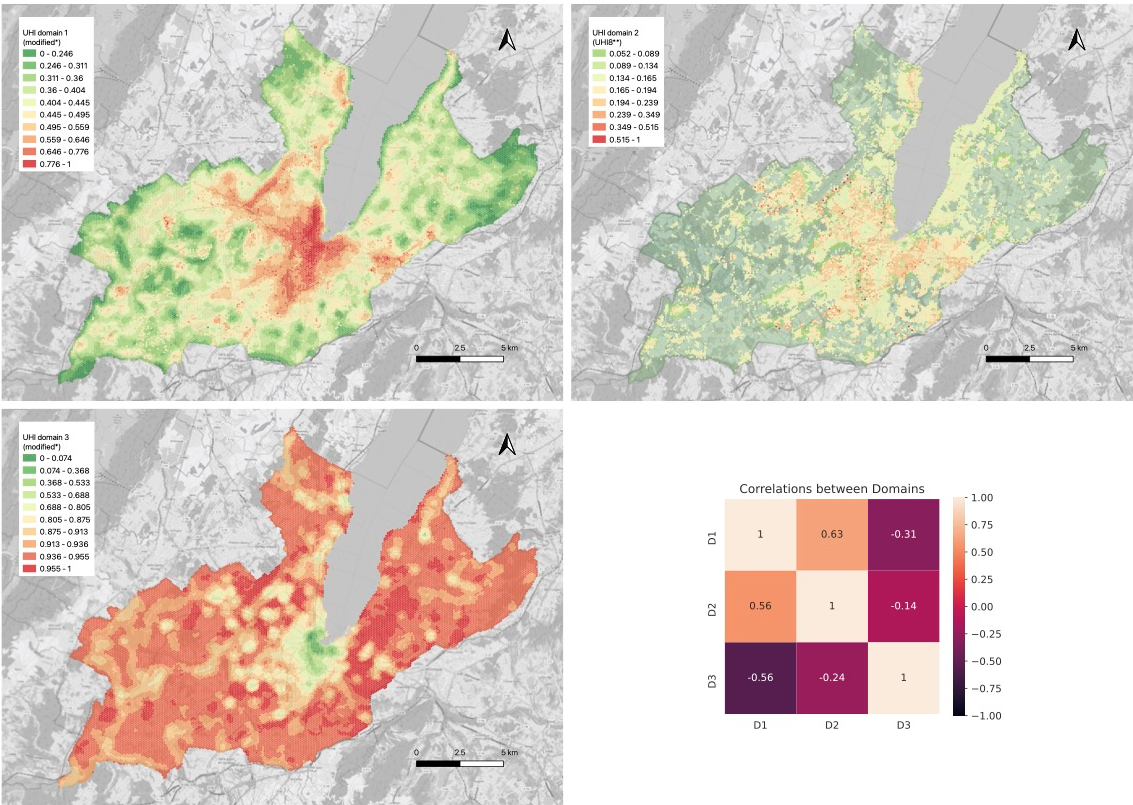 UHI domain 1
(modified*)
0 - 0.246
0.246 - 0.311
0.311 - 0.36
0.36 - 0.404
0.404 - 0.445
0.445 - 0.495
0.495 - 0.559
0.559 - 0.646
0.646 - 0.776
0.776 - 1
0 2.5 5 km
UHI domain 2
(UHI8**)
0.052 - 0.089
0.089 - 0.134
0.134 - 0.165
0.165 - 0.194
0.194 - 0.239
0.239 - 0.349
0.349 - 0.515
0.515 - 1
0 2.5 5 km
UHI domain 3
(modified*)
0 - 0.074
0.074 - 0.368
0.368 - 0.533
0.533 - 0.688
0.688 - 0.805
0.805 - 0.875
0.875 - 0.913
0.913 - 0.936
0.936 - 0.955
0.955 - 1
0 2.5 5 km
Correlations between Domains
D1 1 0.63 -0.31
D2 0.56 1 -0.14
D3 -0.56 -0.24 1
D1 D2 D3
1.00
0.75
0.50
0.25
0.00
−0.25
−0.50
−0.75
−1.00